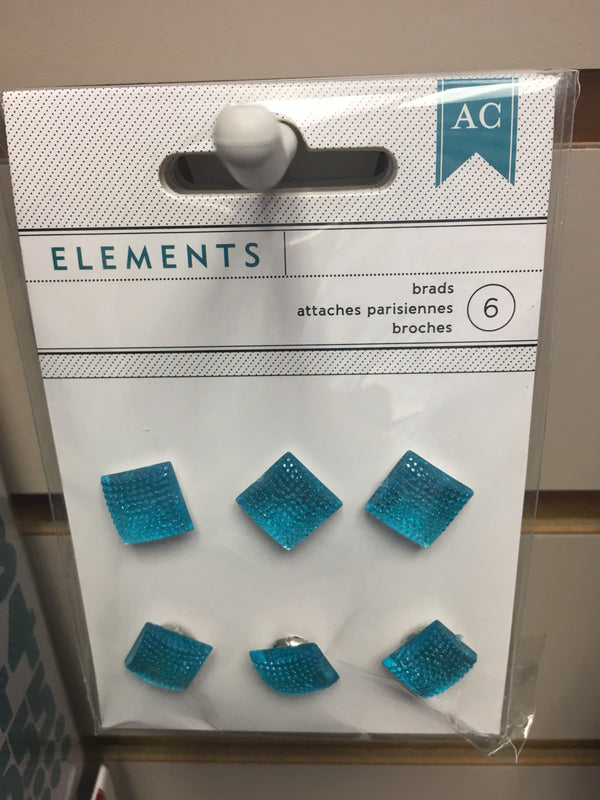 AC
ELEMENTS
brads
attaches parisiennes
broches
6